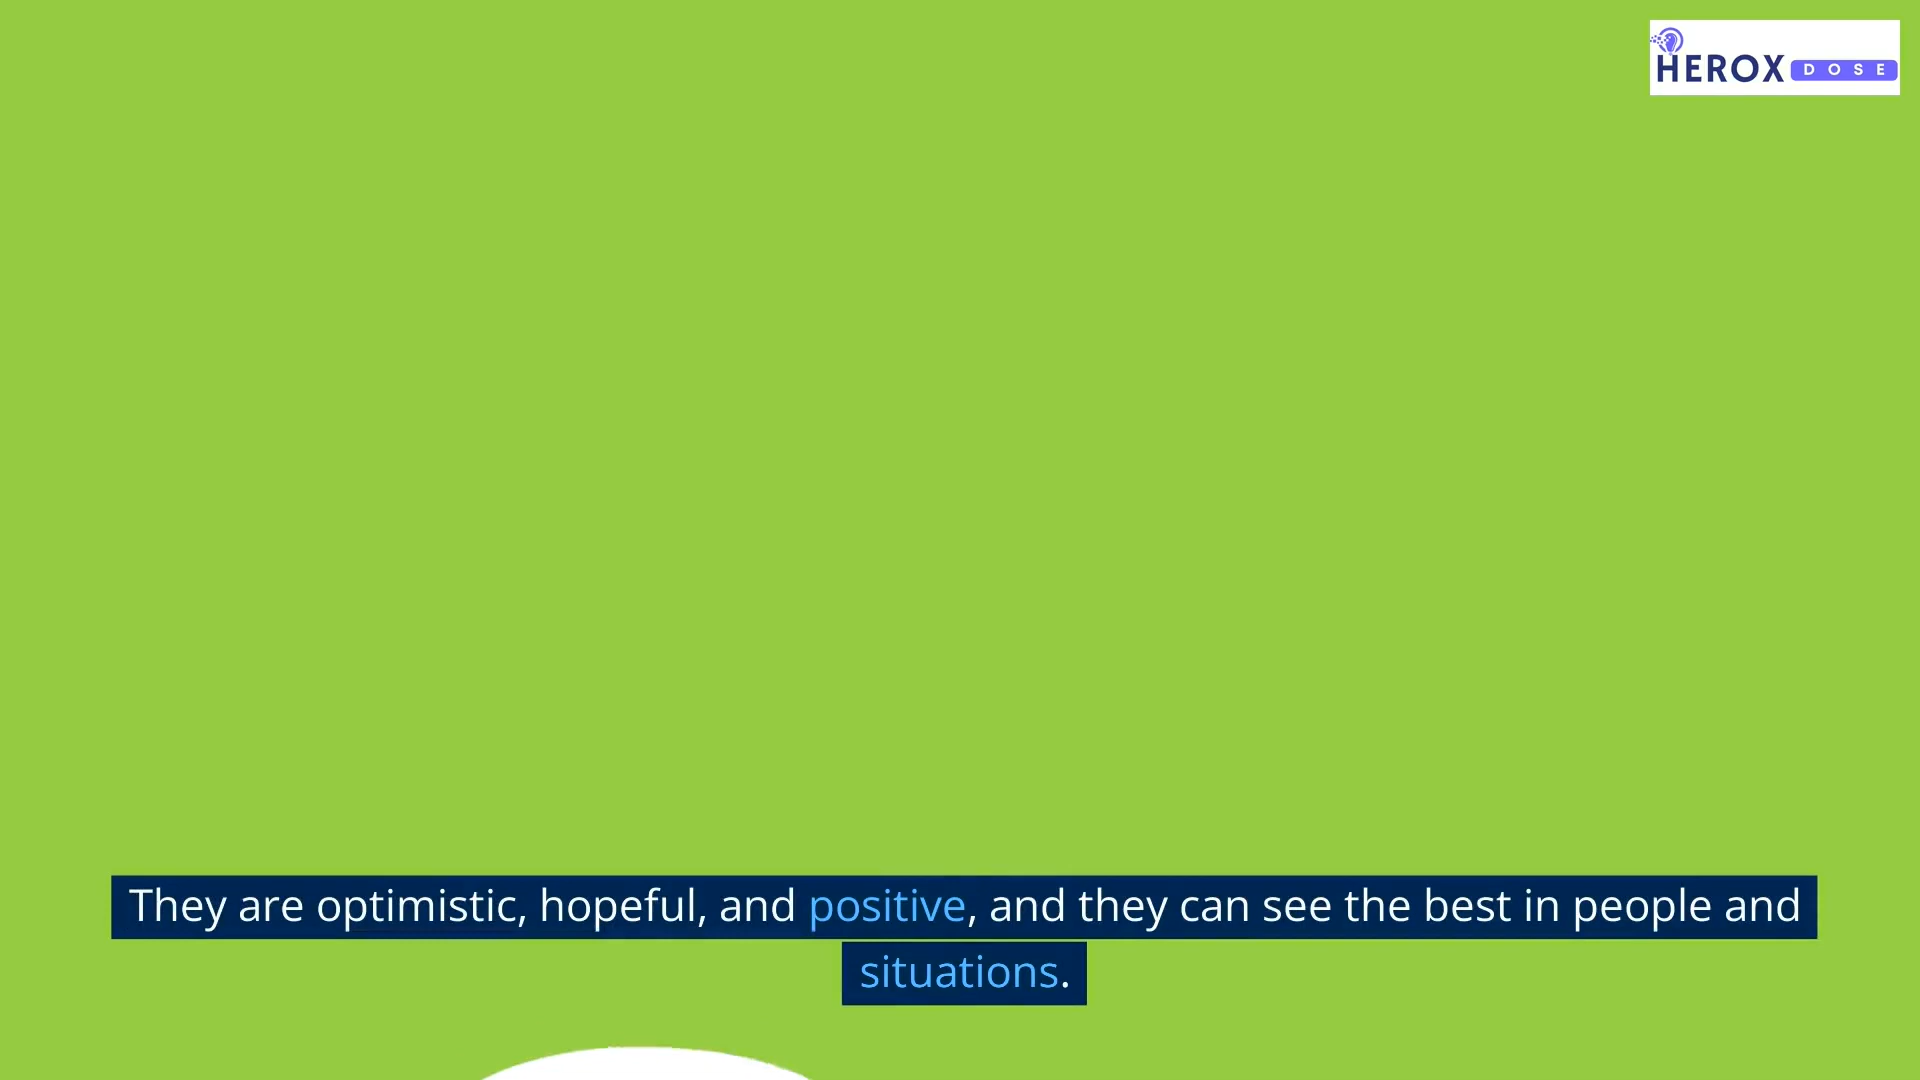 HEROX DOSE
They are optimistic, hopeful, and positive, and they can see the best in people and
situations.